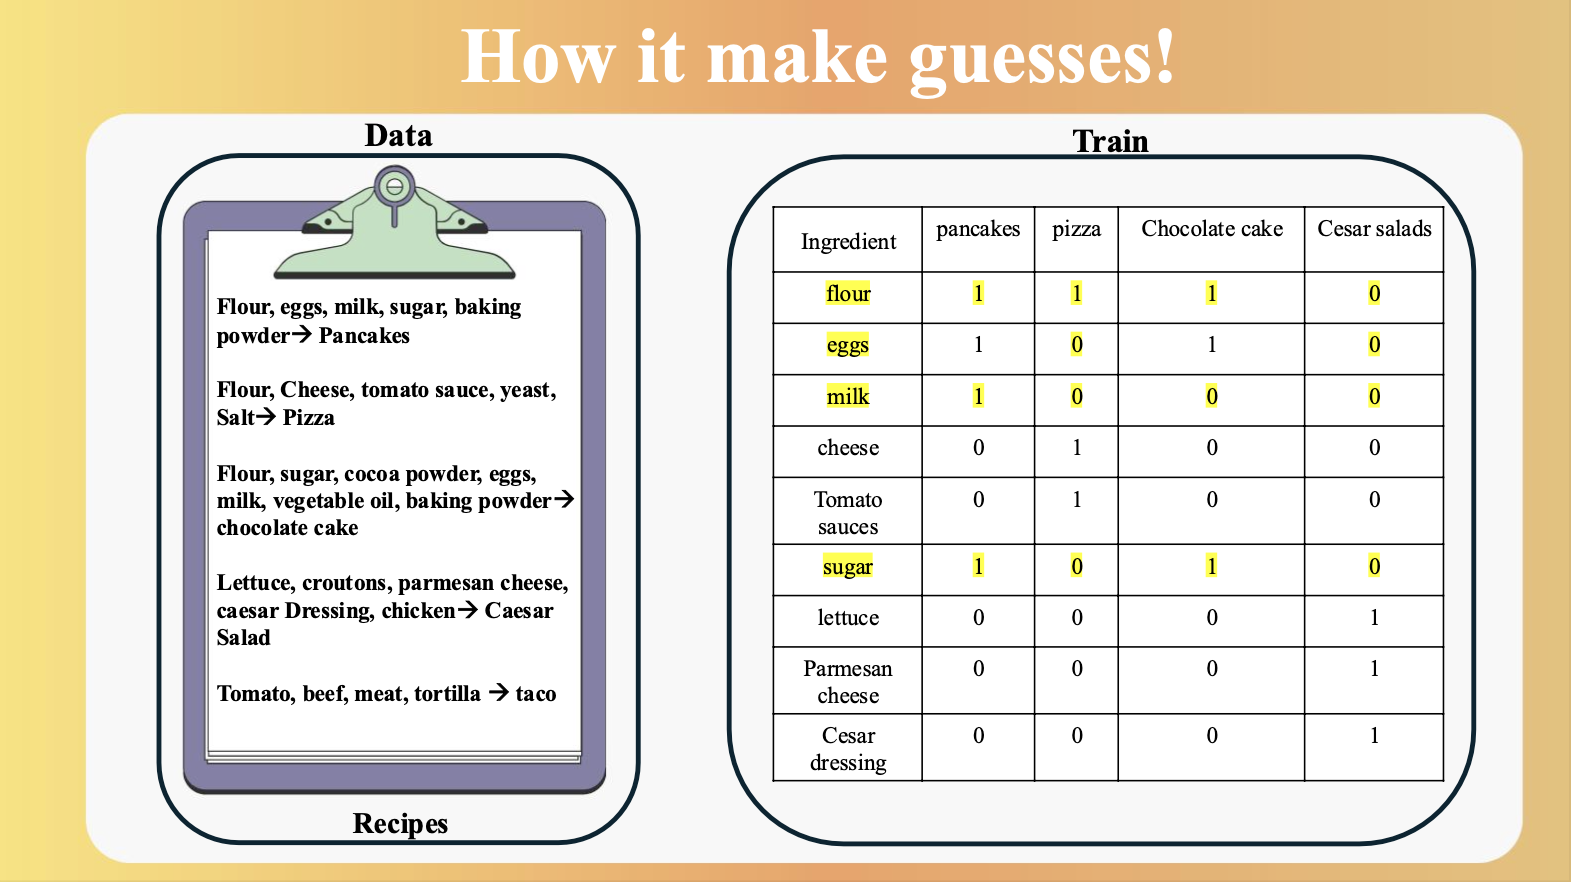 How it make guesses!
Data
Flour, eggs, milk, sugar, baking
powder→ Pancakes
Flour, Cheese, tomato sauce, yeast,
Salt→ Pizza
Flour, sugar, cocoa powder, eggs,
milk, vegetable oil, baking powder→
chocolate cake
Lettuce, croutons, parmesan cheese,
caesar Dressing, chicken→ Caesar
Salad
Tomato, beef, meat, tortilla → taco
Recipes
Train
Ingredient pancakes pizza Chocolate cake Cesar salads
flour 1 1 1 0
eggs 1 0 1 0
milk 1 0 0 0
cheese 0 1 0 0
Tomato
sauces 0 1 0 0
sugar 1 0 1 0
lettuce 0 0 0 1
Parmesan
cheese 0 0 0 1
Cesar
dressing 0 0 0 1